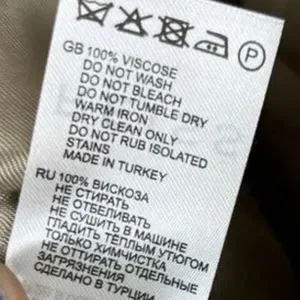 P
GB 100% VISCOSE
DO NOT WASH
DO NOT BLEACH
DO NOT TUMBLE DRY
WARM IRON
DRY CLEAN ONLY
DO NOT RUB ISOLATED
STAINS
MADE IN TURKEY
RU 100% ВИСКОЗА
НЕ СТИРАТЬ
НЕ ОТБЕЛИВАТЬ
НЕ СУШИТЬ В МАШИНЕ
ГЛАДИТЬ ТЁПЛЫМ УТЮГОМ
ТОЛЬКО ХИМЧИСТКА
НЕ ОТТИРАТЬ ОТДЕЛЬНЫЕ
ЗАГРЯЗНЕНИЯ
СДЕЛАНО В ТУРЦИИ